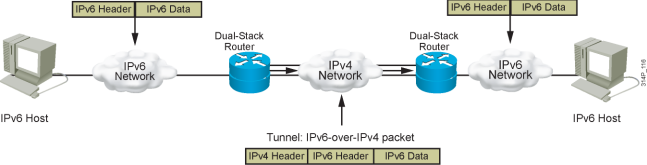 IPv6 Header IPv6 Data
IPv6 Header IPv6 Data
Dual-Stack
Router
Dual-Stack
Router
IPv6
Network
IPv4
Network
IPv6
Network
IPv6 Host
IPv6 Host
314P_116
Tunnel: IPv6-over-IPv4 packet
IPv4 Header IPv6 Header IPv6 Data